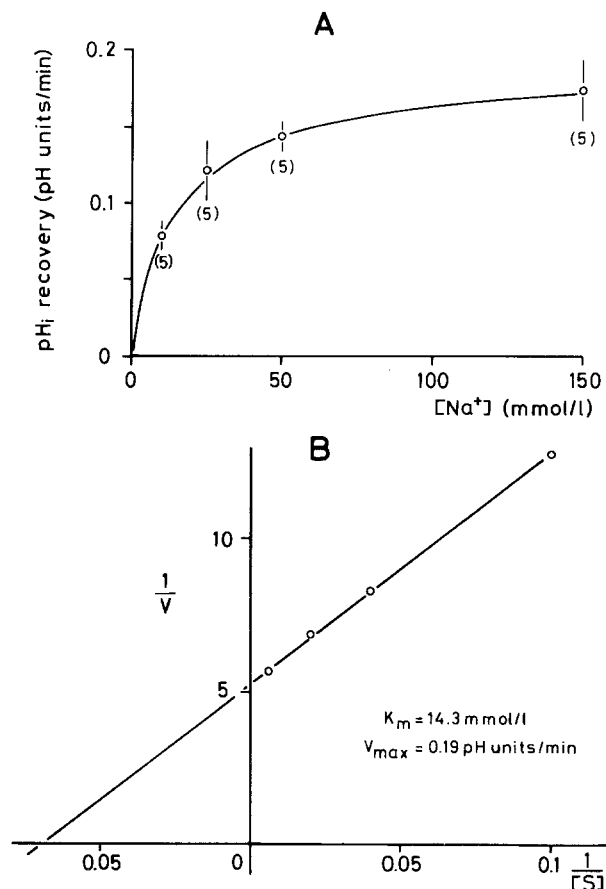 A
0.2
0.1
0
pHi recovery (pH units/min)
(5)
(5)
(5)
(5)
0
50
100
150
[Na+] (mmol/l)
B
10
5
1
V
Km = 14.3 mmol/l
Vmax = 0.19 pH units/min
0.05
0
0.05
0.1
1
[S]